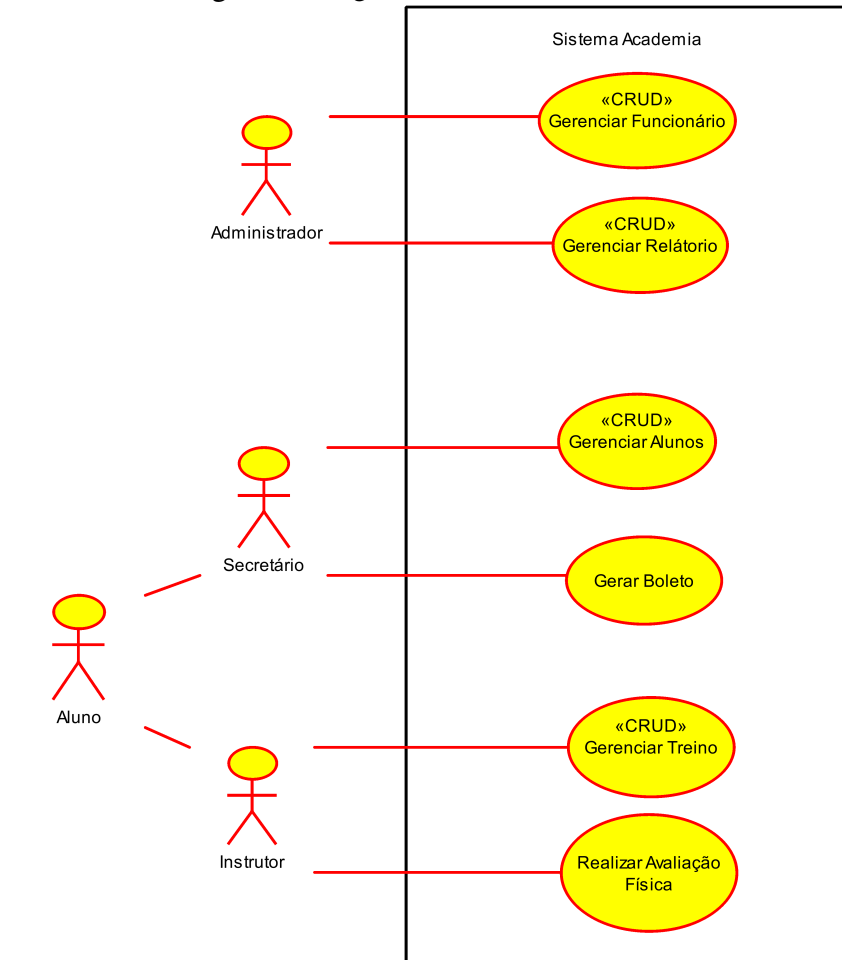 Sistema Academia
«CRUD»
Gerenciar Funcionário
Administrador
«CRUD»
Gerenciar Relátorio
«CRUD»
Gerenciar Alunos
Secretário
Gerar Boleto
Aluno
«CRUD»
Gerenciar Treino
Instrutor
Realizar Avaliação
Física